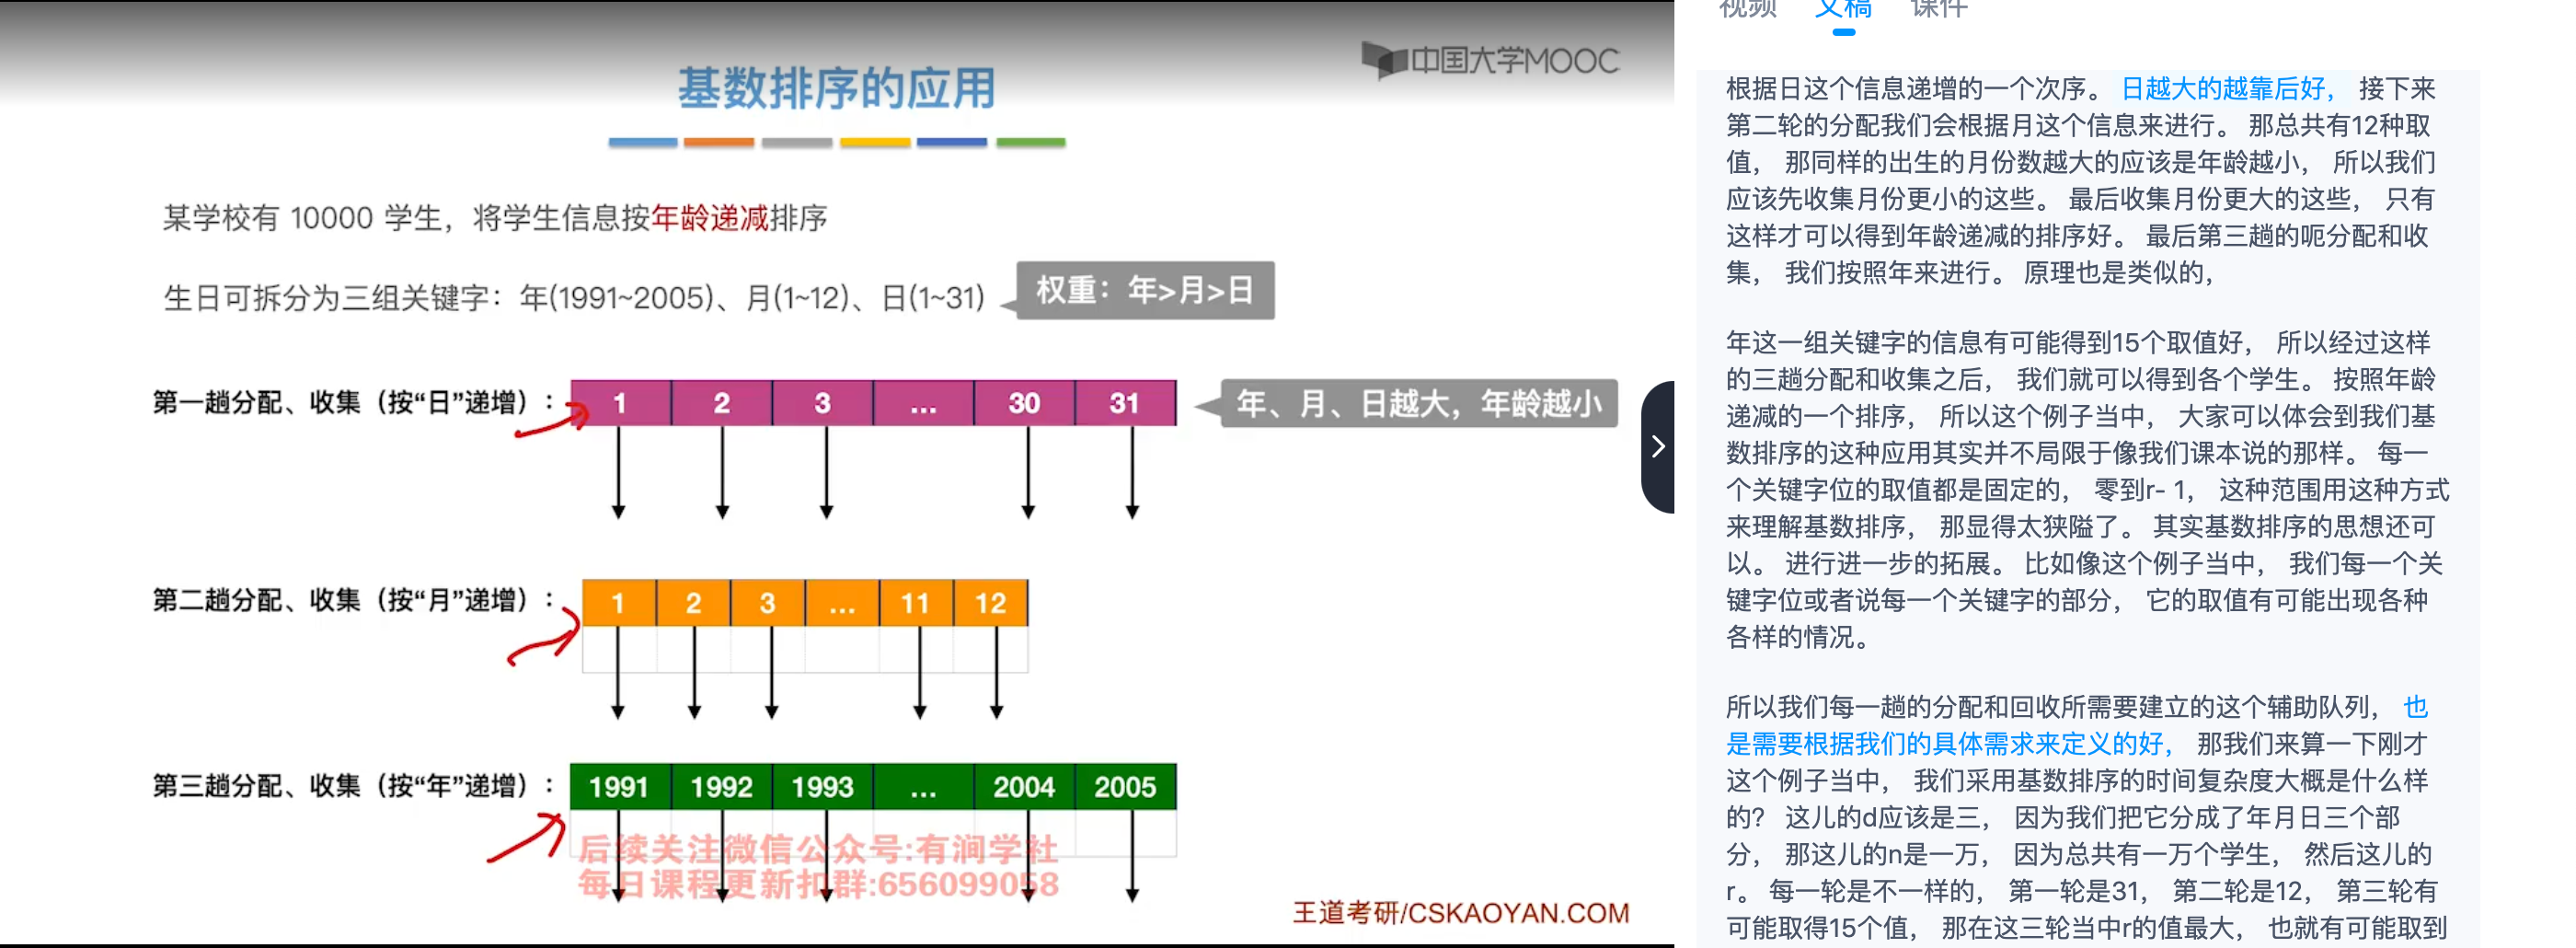 中国大学MOOC
基数排序的应用
某学校有 10000 学生，将学生信息按年龄递减排序
生日可拆分为三组关键字：年(1991~2005)、月(1~12)、日(1~31)
权重：年>月>日
第一趟分配、收集（按“日”递增）：
1 2 3 ... 30 31
年、月、日越大，年龄越小
第二趟分配、收集（按“月”递增）：
1 2 3 ... 11 12
第三趟分配、收集（按“年”递增）：
1991 1992 1993 ... 2004 2005
后续关注微信公众号:有涧学社
每日课程更新扣群:656099058
王道考研/CSKAOYAN.COM
视频 文稿 课件
根据日这个信息递增的一个次序。 日越大的越靠后好， 接下来
第二轮的分配我们会根据月这个信息来进行。 那总共有12种取
值， 那同样的出生的月份数越大的应该是年龄越小， 所以我们
应该先收集月份更小的这些。 最后收集月份更大的这些， 只有
这样才可以得到年龄递减的排序好。 最后第三趟的呃分配和收
集， 我们按照年来进行。 原理也是类似的，
年这一组关键字的信息有可能得到15个取值好， 所以经过这样
的三趟分配和收集之后， 我们就可以得到各个学生。 按照年龄
递减的一个排序， 所以这个例子当中， 大家可以体会到我们基
数排序的这种应用其实并不局限于像我们课本说的那样。 每一
个关键字位的取值都是固定的， 零到r- 1， 这种范围用这种方式
来理解基数排序， 那显得太狭隘了。 其实基数排序的思想还可
以。 进行进一步的拓展。 比如像这个例子当中， 我们每一个关
键字位或者说每一个关键字的部分， 它的取值有可能出现各种
各样的情况。
所以我们每一趟的分配和回收所需要建立的这个辅助队列， 也
是需要根据我们的具体需求来定义的好， 那我们来算一下刚才
这个例子当中， 我们采用基数排序的时间复杂度大概是什么样
的? 这儿的d应该是三， 因为我们把它分成了年月日三个部
分， 那这儿的n是一万， 因为总共有一万个学生， 然后这儿的
r。 每一轮是不一样的， 第一轮是31， 第二轮是12， 第三轮有
可能取得15个值， 那在这三轮当中r的值最大， 也就有可能取到